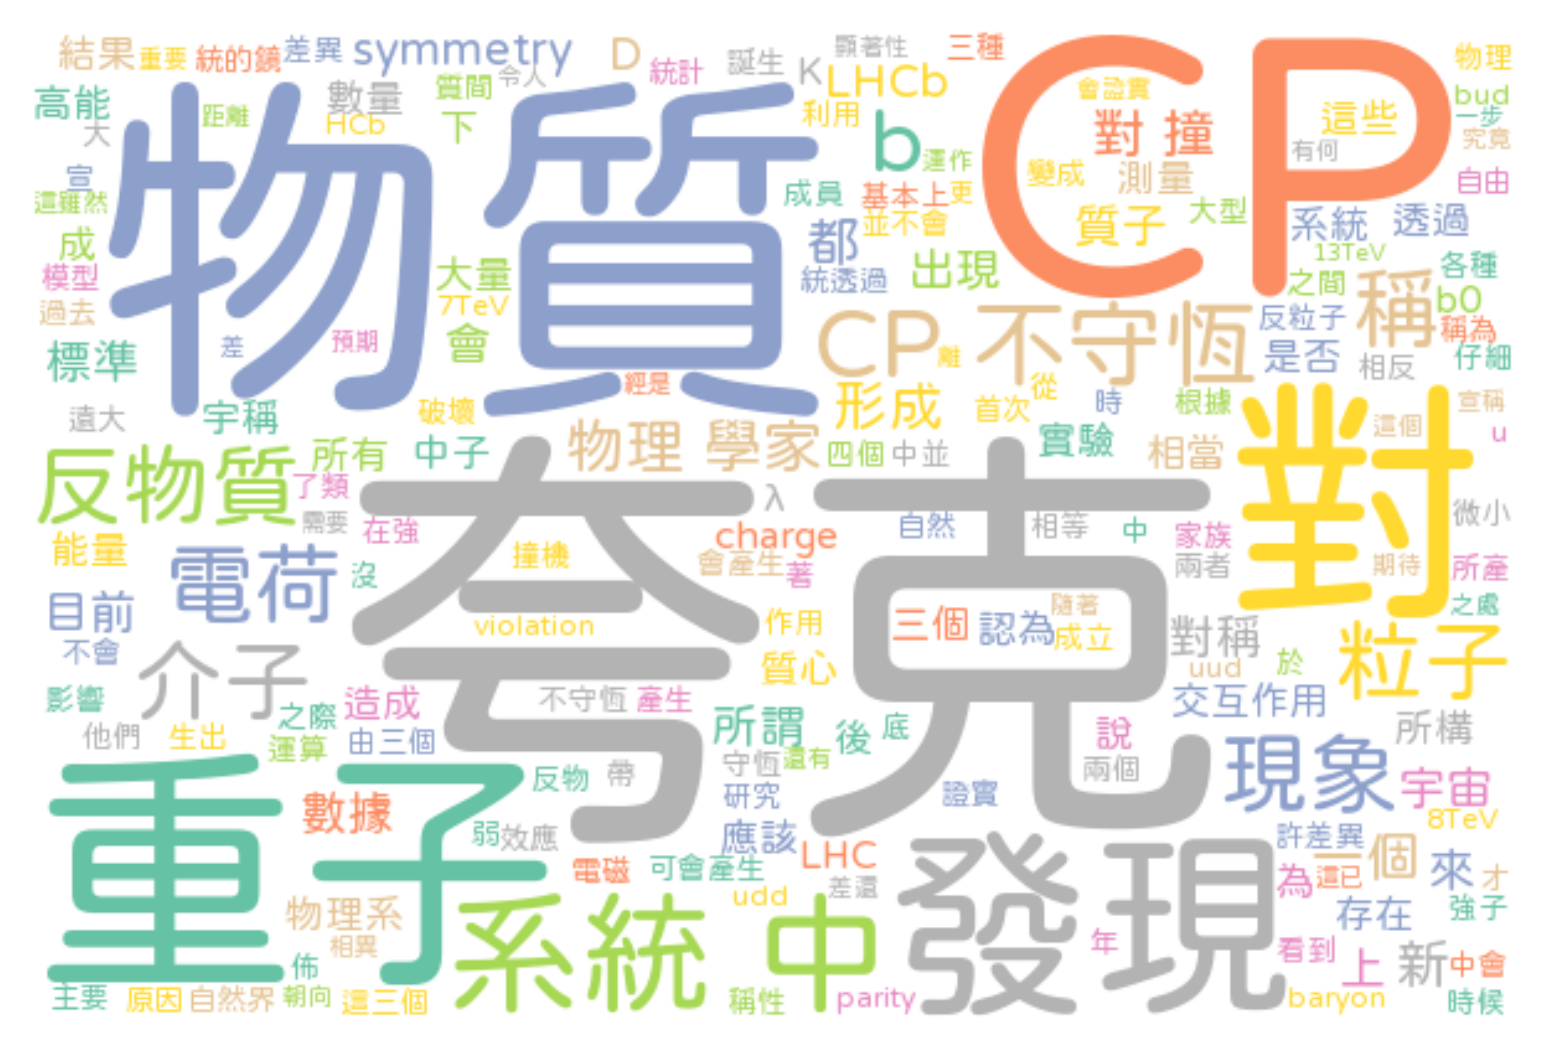 結果
重要
統的鏡
差異
symmetry
D
統計
誕生
顯著性
三種
物理
高能
大
距離
數量
HCb
質間
令人
下
K
LHCb
利用
會證實
對 撞
這些
bud
一步
究竟
有何
宣
這雖然
成
模型
過去
標準
遠大
物質
CP
b
運作
成員
基本上
更
並不會
都
統透過
出現
變成
測量
質子
大型
系統
透過
自由
13TeV
各種
之間
b0
稱
稱為
反粒子
是否
相反
仔細
大量
7TeV
會
差
預期
經是
CP
離
不守恆
形成
首次
從
時
根據
宇稱
破壞
反物質
所有
了類
需要
在強
中子
物理 學家
四個
中並
實驗
相當
對
這個
宣稱
u
微小
能量
電荷
沒
夸克
撞機
violation
charge
會產生
著
λ
自然
相等
中
家族
兩者
期待
所產
之處
目前
不會
介子
影響
他們
生出
之際
造成
運算
由三個
不守恆
產生
作用
質心
三個
認為
隨著
成立
對稱
uud
於
粒子
交互作用
所構
所謂
後
底
說
兩個
現象
宇宙
8TeV
重子
數據
反物
帶
守恆
還有
研究
證實
弱
效應
應該
LHC
電磁
可會產生
差還
udd
許差異
一個
為
這已
來
才
存在
強子
物理系
相異
佈
系統 中
發現
年
看到
上
新
中會
主要
原因
自然界
朝向
這三個
稱性
parity
baryon
時候